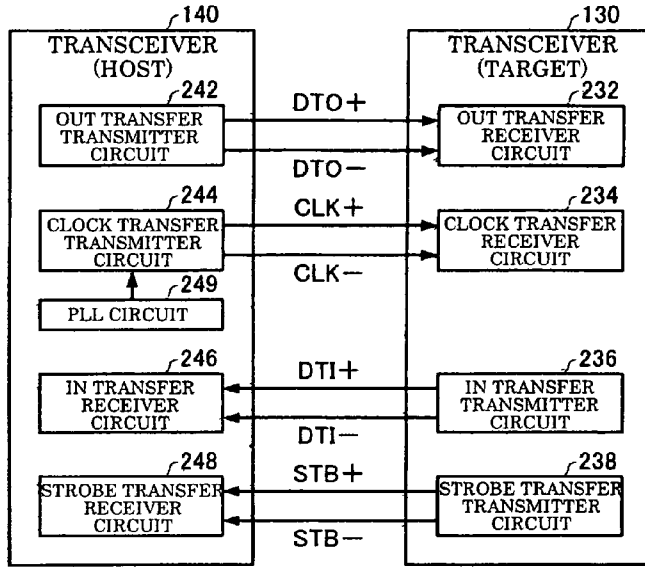 140
130
TRANSCEIVER
(HOST)
TRANSCEIVER
(TARGET)
242
OUT TRANSFER
TRANSMITTER
CIRCUIT
DTO+
DTO−
232
OUT TRANSFER
RECEIVER
CIRCUIT
244
CLOCK TRANSFER
TRANSMITTER
CIRCUIT
CLK+
CLK−
234
CLOCK TRANSFER
RECEIVER
CIRCUIT
249
PLL CIRCUIT
246
IN TRANSFER
RECEIVER
CIRCUIT
DTI+
DTI−
236
IN TRANSFER
TRANSMITTER
CIRCUIT
248
STROBE TRANSFER
RECEIVER
CIRCUIT
STB+
STB−
238
STROBE TRANSFER
TRANSMITTER
CIRCUIT